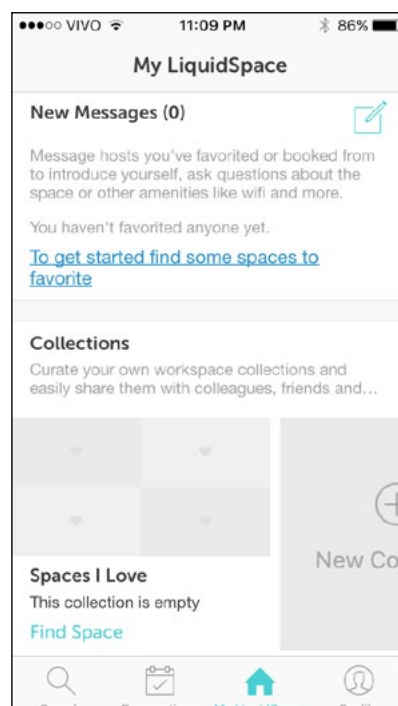 VIVO 11:09 PM 86%
My LiquidSpace
New Messages (0)
Message hosts you've favorited or booked from
to introduce yourself, ask questions about the
space or other amenities like wifi and more.
You haven't favorited anyone yet.
To get started find some spaces to
favorite
Collections
Curate your own workspace collections and
easily share them with colleagues, friends and...
New Co
Spaces I Love
This collection is empty
Find Space